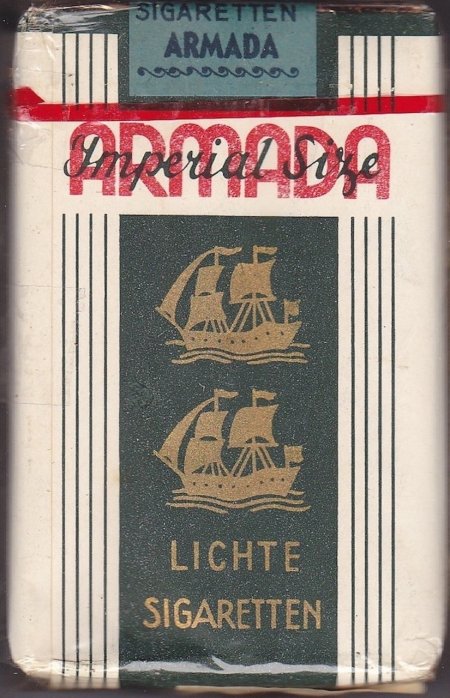 SIGARETTEN
ARMADA
ARMADA
Imperial Size
LICHTE
SIGARETTEN